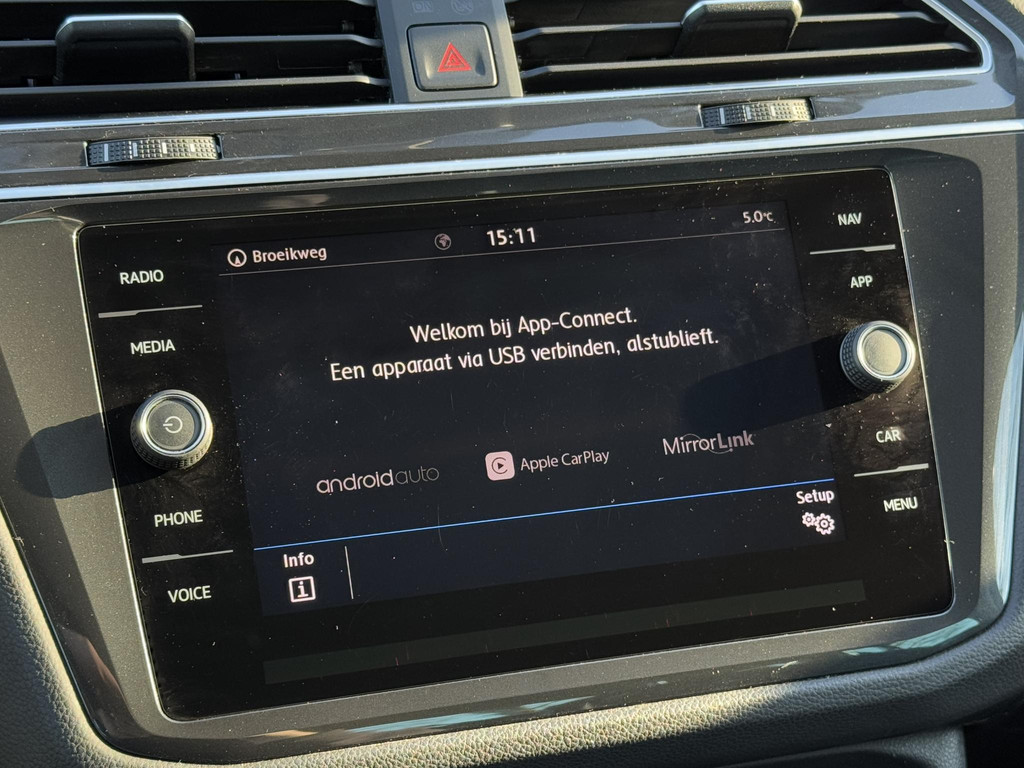 Broeikweg
15:11
5.0°C
NAV
RADIO
APP
MEDIA
Welkom bij App-Connect.
Een apparaat via USB verbinden, alstublieft.
CAR
androidauto
Apple CarPlay
MirrorLink
PHONE
Setup
MENU
Info
VOICE